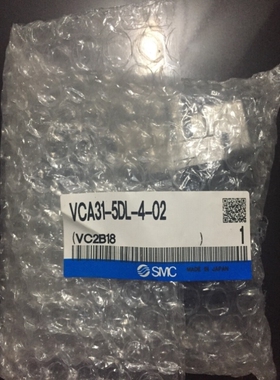 VCA31-5DL-4-02
(VC2B18 ) 1
SMC MADE IN JAPAN